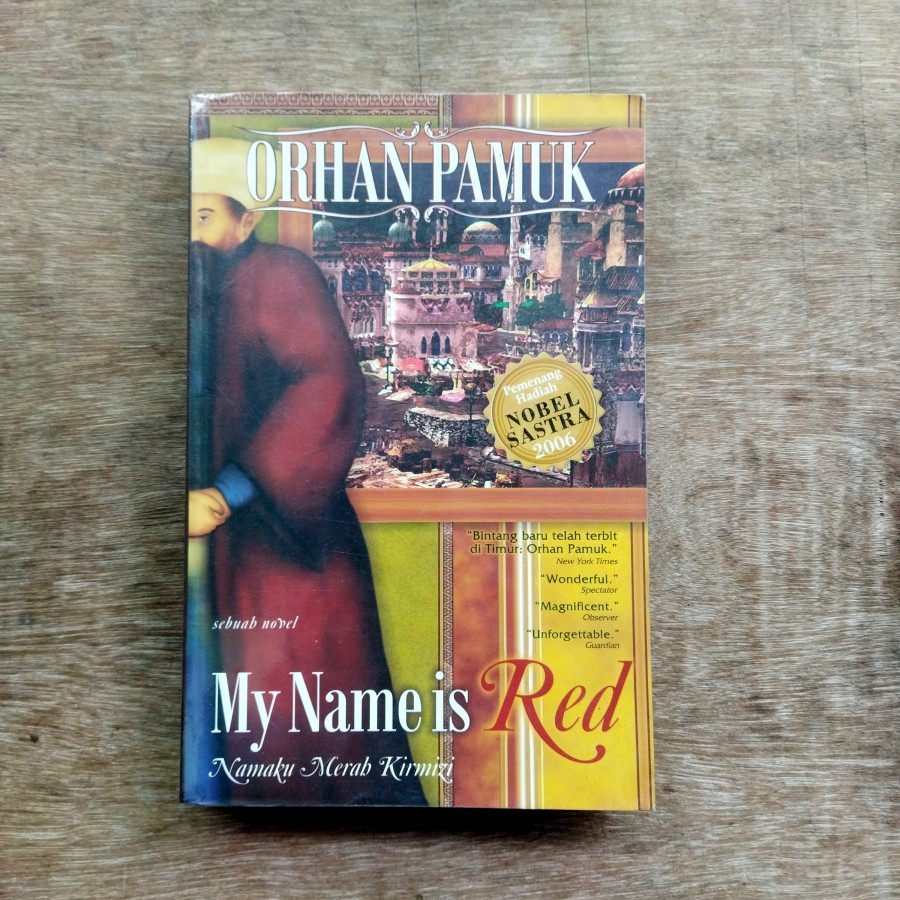 ORHAN PAMUK
Pemenang
Hadiah
NOBEL
SASTRA
2006
“Bintang baru telah terbit
di Timur: Orhan Pamuk.”
New York Times
“Wonderful.”
Spectator
“Magnificent.”
Observer
“Unforgettable.”
Guardian
sebuah novel
My Name is Red
Namaku Merah Kirmizi